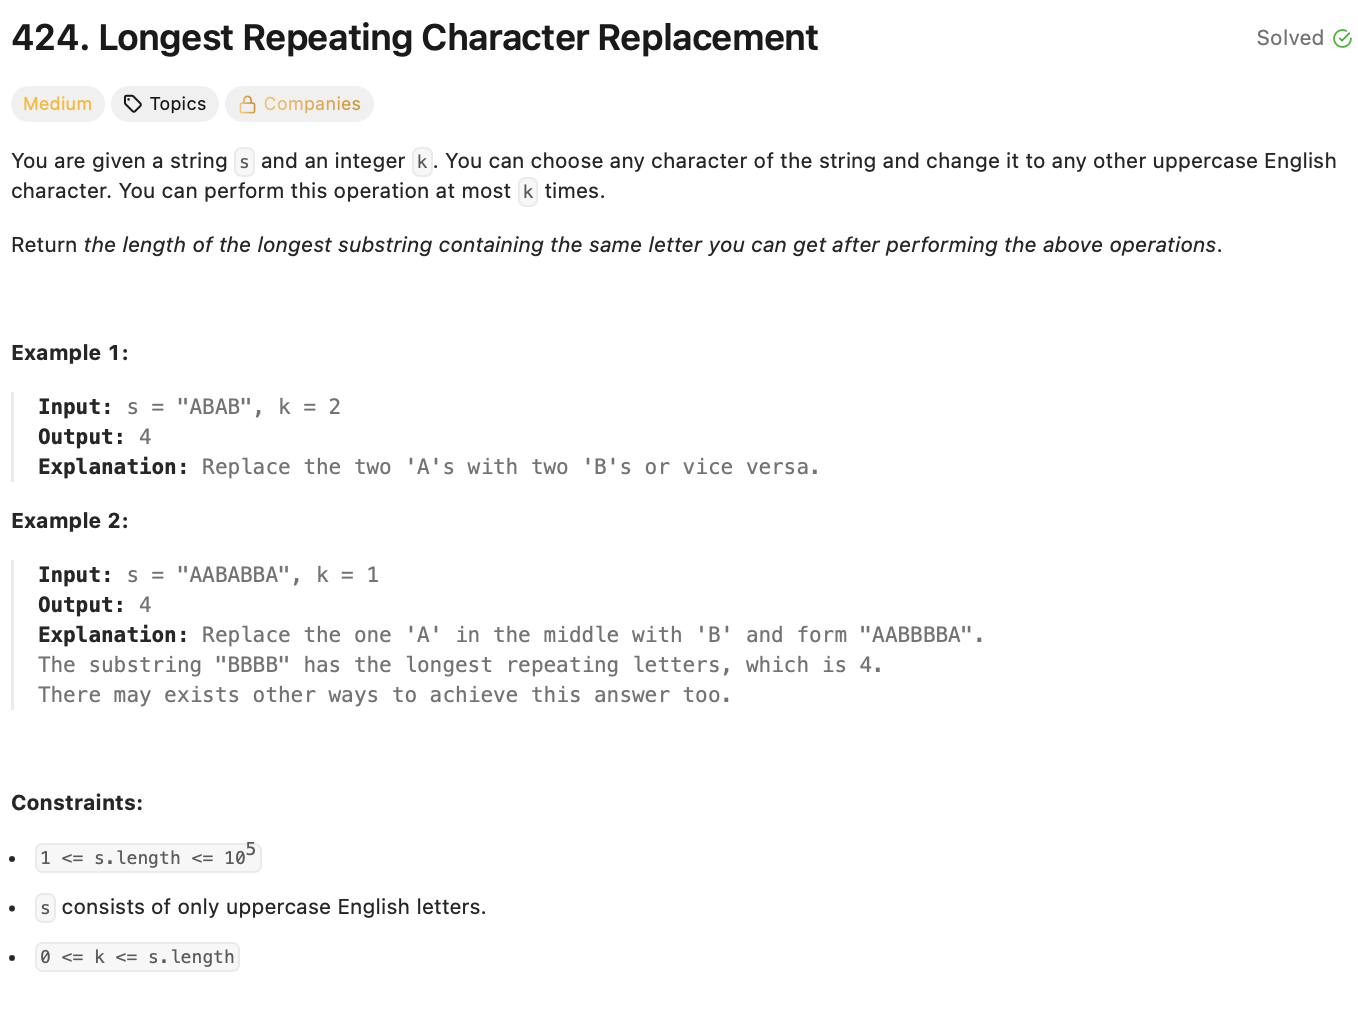 424. Longest Repeating Character Replacement
Solved
Medium
Topics
Companies
You are given a string s and an integer k. You can choose any character of the string and change it to any other uppercase English
character. You can perform this operation at most k times.
Return the length of the longest substring containing the same letter you can get after performing the above operations.
Example 1:
Input: s = "ABAB", k = 2
Output: 4
Explanation: Replace the two 'A's with two 'B's or vice versa.
Example 2:
Input: s = "AABABBA", k = 1
Output: 4
Explanation: Replace the one 'A' in the middle with 'B' and form "AABBBBA".
The substring "BBBB" has the longest repeating letters, which is 4.
There may exists other ways to achieve this answer too.
Constraints:
• 1 <= s.length <= 10⁵
• s consists of only uppercase English letters.
• 0 <= k <= s.length